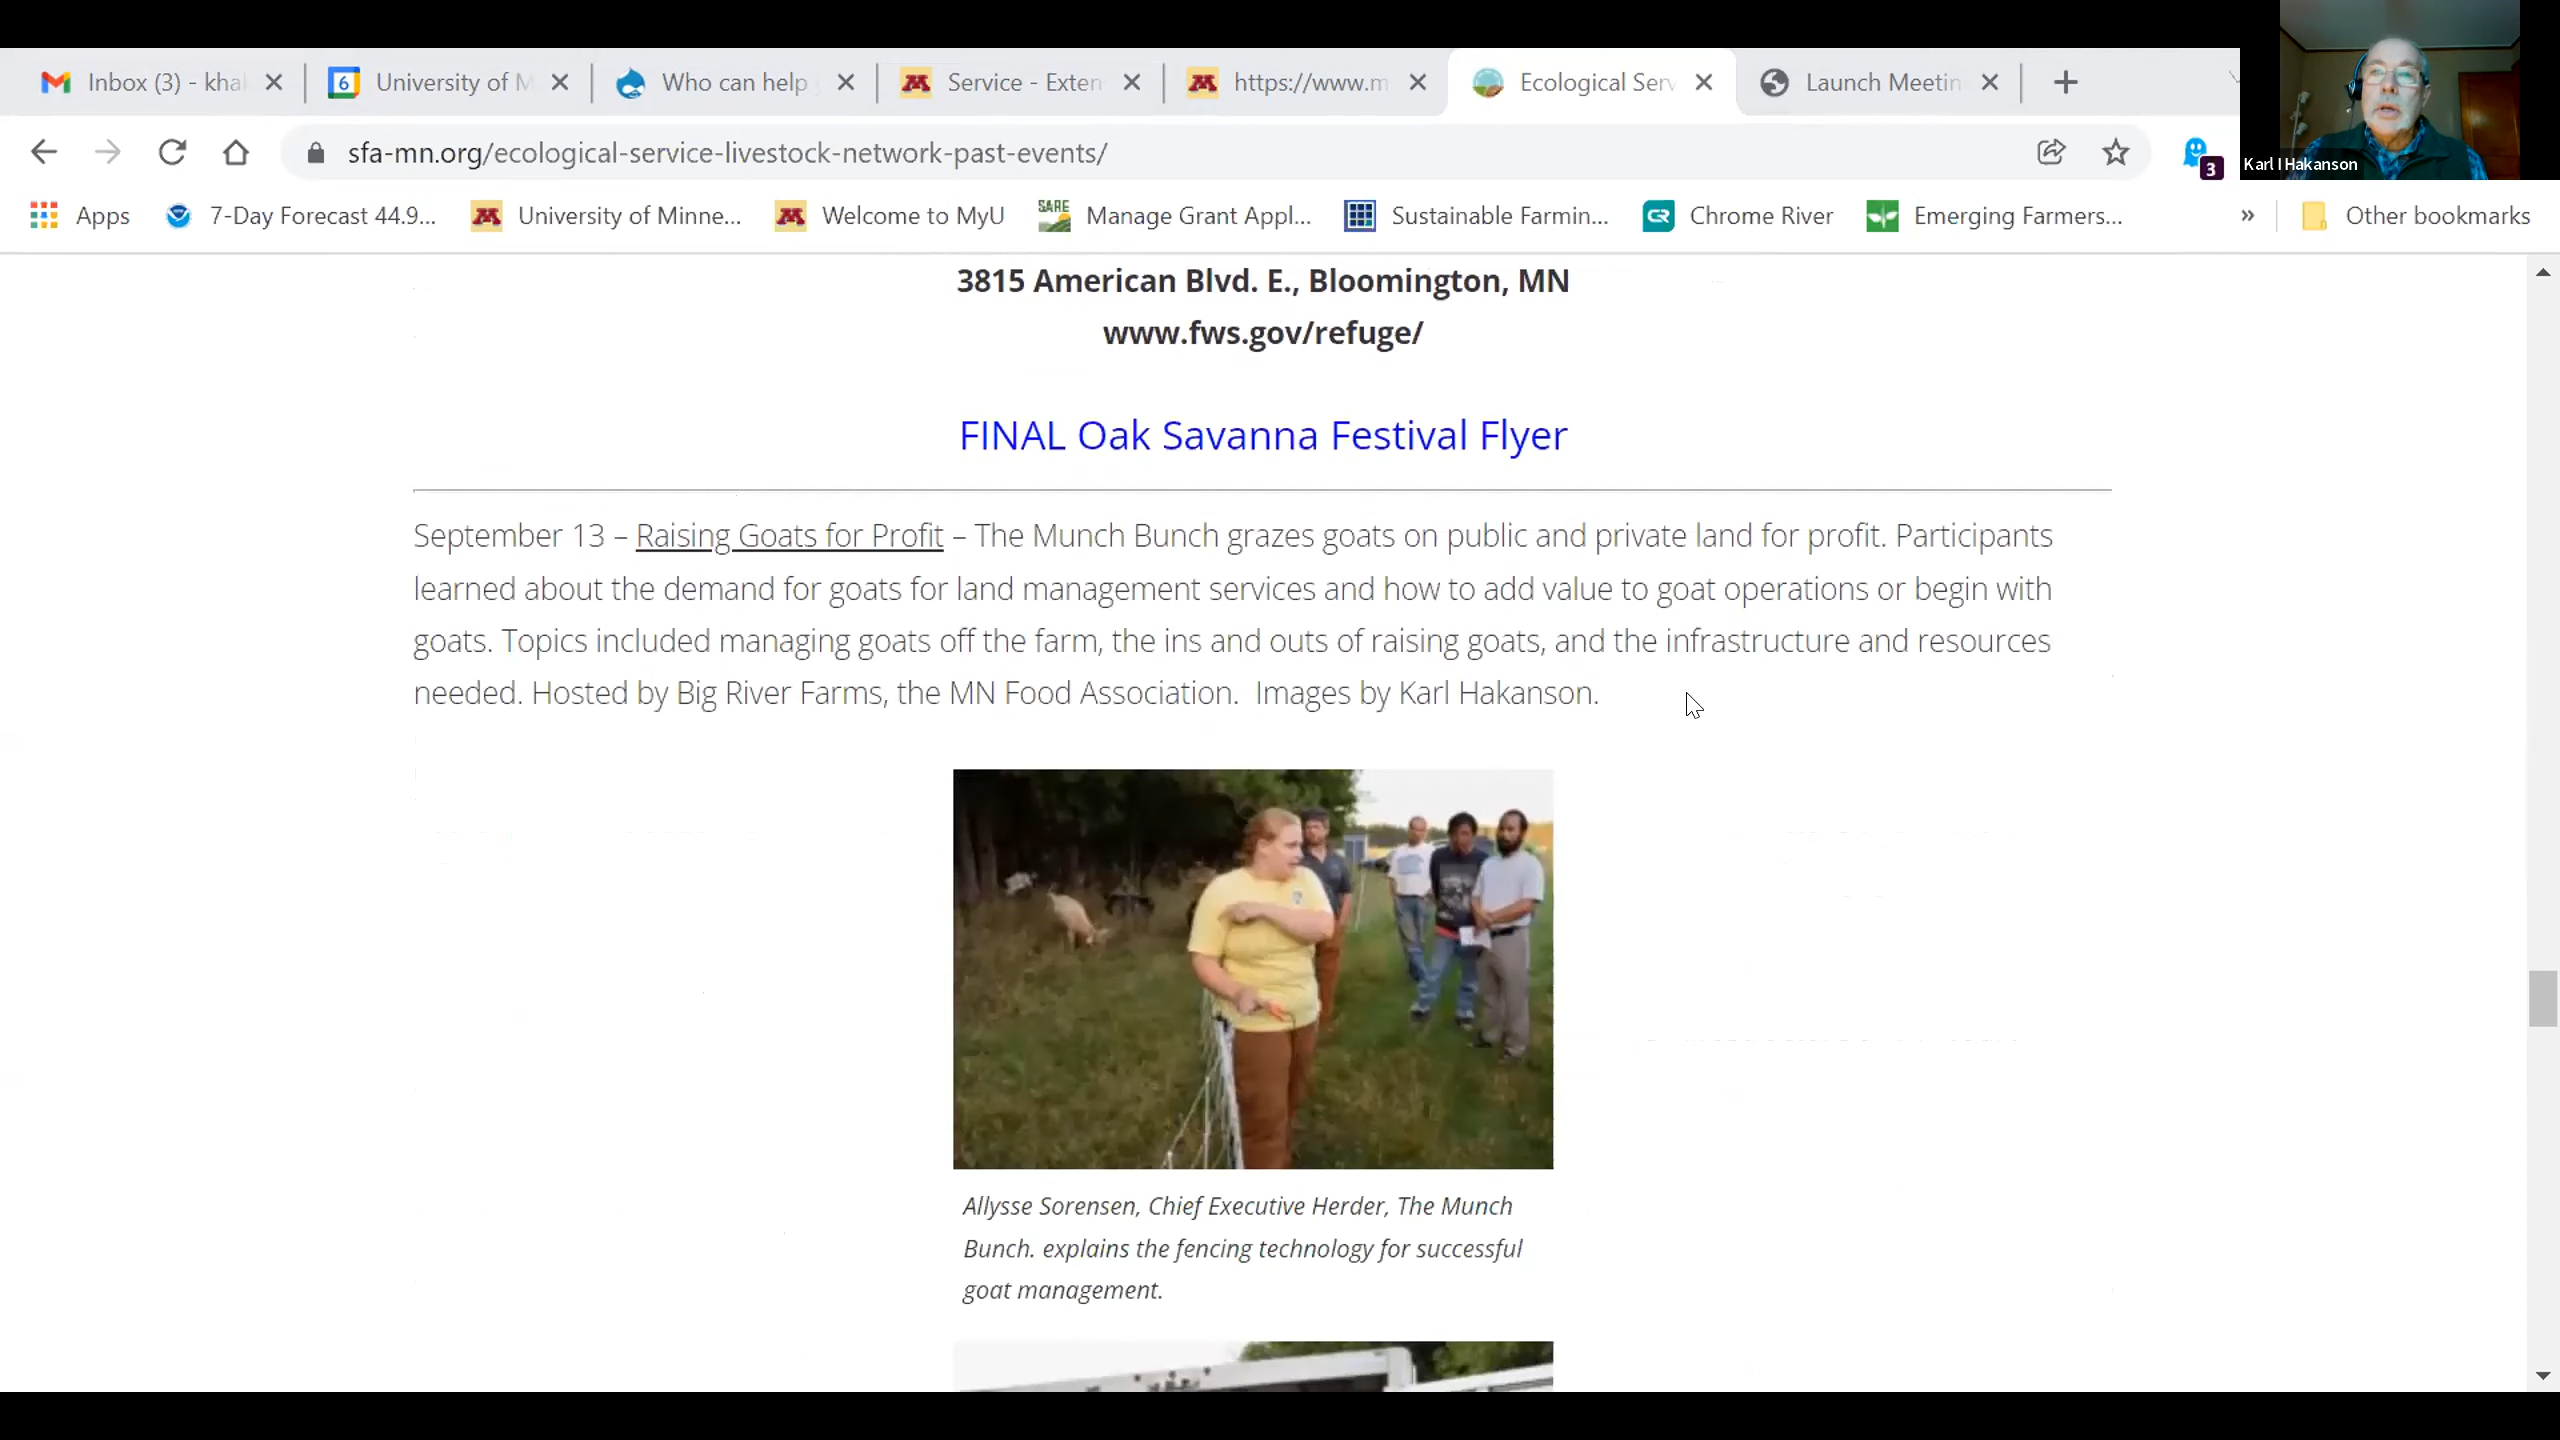 Inbox (3) - khal
6
University of M
Who can help
Service - Exten
https://www.m
Ecological Serv
Launch Meetin
sfa-mn.org/ecological-service-livestock-network-past-events/
3
Karl I Hakanson
Apps
7-Day Forecast 44.9...
University of Minne...
Welcome to MyU
SARE
Manage Grant Appl...
Sustainable Farmin...
CR
Chrome River
Emerging Farmers...
»
Other bookmarks
3815 American Blvd. E., Bloomington, MN
www.fws.gov/refuge/
FINAL Oak Savanna Festival Flyer
September 13 – Raising Goats for Profit – The Munch Bunch grazes goats on public and private land for profit. Participants
learned about the demand for goats for land management services and how to add value to goat operations or begin with
goats. Topics included managing goats off the farm, the ins and outs of raising goats, and the infrastructure and resources
needed. Hosted by Big River Farms, the MN Food Association. Images by Karl Hakanson.
Allysse Sorensen, Chief Executive Herder, The Munch
Bunch. explains the fencing technology for successful
goat management.